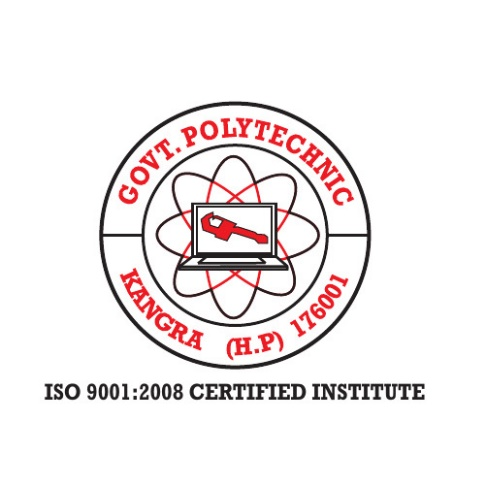 GOVT. POLYTECHNIC
KANGRA (H.P) 176001
ISO 9001:2008 CERTIFIED INSTITUTE